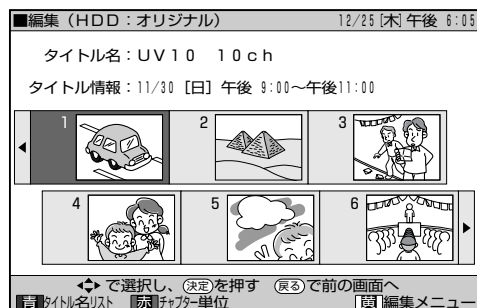 ■編集（HDD：オリジナル） 12/25［木］午後 6:05
タイトル名：UV10 10ch
タイトル情報：11/30［日］午後 9:00～午後11:00
1 2 3
4 5 6
で選択し、決定を押す 戻るで前の画面へ
青 タイトル名リスト 赤 チャプター単位 黄 編集メニュー